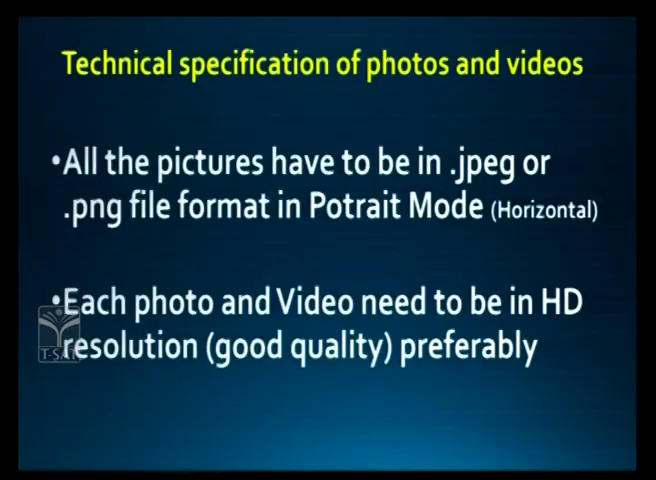 Technical specification of photos and videos
•All the pictures have to be in .jpeg or
.png file format in Potrait Mode (Horizontal)
•Each photo and Video need to be in HD
resolution (good quality) preferably
T-SAT